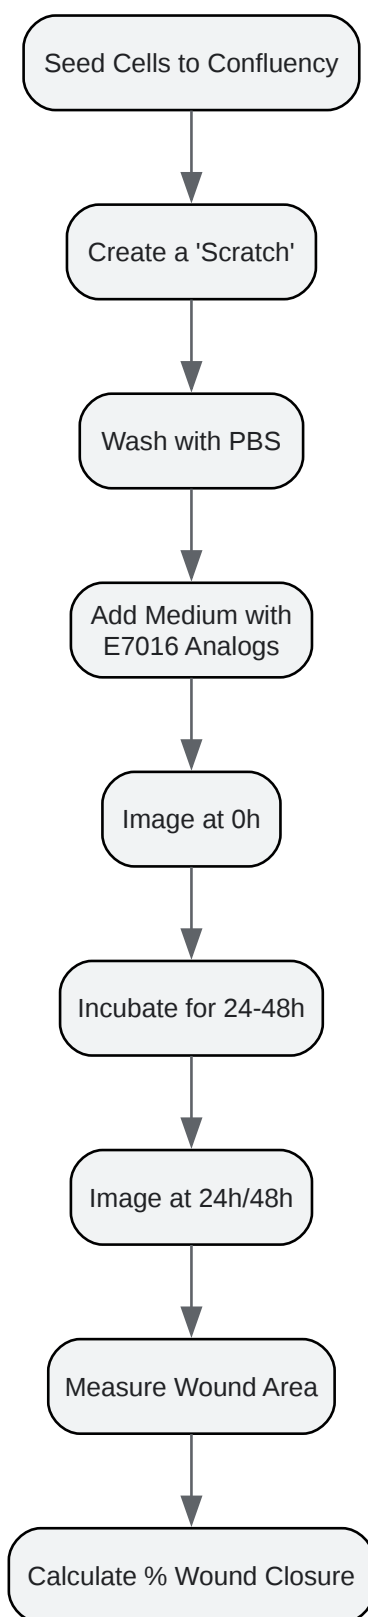 Seed Cells to Confluency
Create a 'Scratch'
Wash with PBS
Add Medium with
E7016 Analogs
Image at 0h
Incubate for 24-48h
Image at 24h/48h
Measure Wound Area
Calculate % Wound Closure